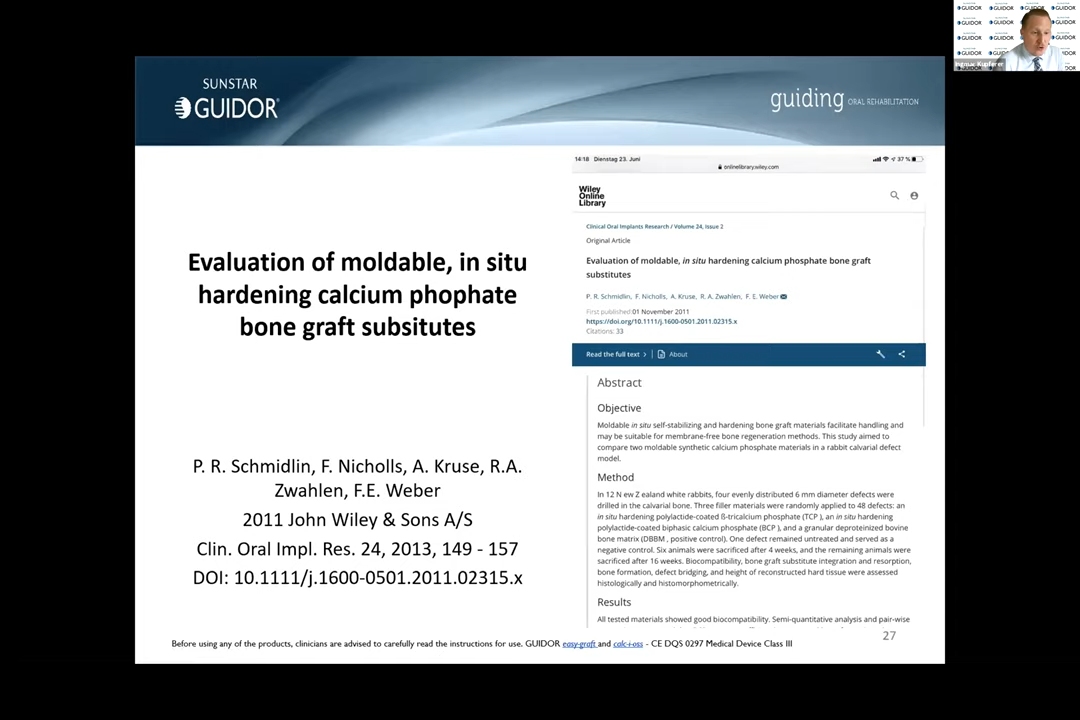 SUNSTAR
GUIDOR®
guiding ORAL REHABILITATION
Evaluation of moldable, in situ
hardening calcium phophate
bone graft subsitutes
P. R. Schmidlin, F. Nicholls, A. Kruse, R.A.
Zwahlen, F.E. Weber
2011 John Wiley & Sons A/S
Clin. Oral Impl. Res. 24, 2013, 149 - 157
DOI: 10.1111/j.1600-0501.2011.02315.x
14:18 Dienstag 23. Juni
37 %
onlinelibrary.wiley.com
Wiley
Online
Library
Clinical Oral Implants Research / Volume 24, Issue 2
Original Article
Evaluation of moldable, in situ hardening calcium phosphate bone graft
substitutes
P. R. Schmidlin, F. Nicholls, A. Kruse, R. A. Zwahlen, F. E. Weber
First published:01 November 2011
https://doi.org/10.1111/j.1600-0501.2011.02315.x
Citations: 33
Read the full text > | About
Abstract
Objective
Moldable in situ self-stabilizing and hardening bone graft materials facilitate handling and
may be suitable for membrane-free bone regeneration methods. This study aimed to
compare two moldable synthetic calcium phosphate materials in a rabbit calvarial defect
model.
Method
In 12 N ew Z ealand white rabbits, four evenly distributed 6 mm diameter defects were
drilled in the calvarial bone. Three filler materials were randomly applied to 48 defects: an
in situ hardening polylactide-coated ß-tricalcium phosphate (TCP ), an in situ hardening
polylactide-coated biphasic calcium phosphate (BCP ), and a granular deproteinized bovine
bone matrix (DBBM , positive control). One defect remained untreated and served as a
negative control. Six animals were sacrificed after 4 weeks, and the remaining animals were
sacrificed after 16 weeks. Biocompatibility, bone graft substitute integration and resorption,
bone formation, defect bridging, and height of reconstructed hard tissue were assessed
histologically and histomorphometrically.
Results
All tested materials showed good biocompatibility. Semi-quantitative analysis and pair-wise
27
Before using any of the products, clinicians are advised to carefully read the instructions for use. GUIDOR easy-graft and calc-i-oss - CE DQS 0297 Medical Device Class III
GUIDOR
Kupferer